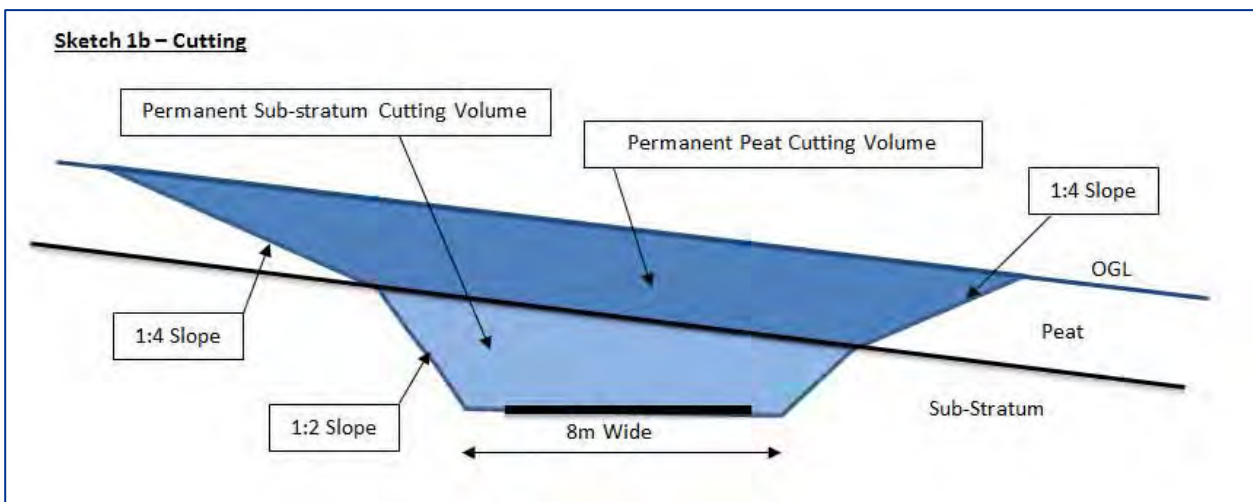 Sketch 1b – Cutting
Permanent Sub-stratum Cutting Volume
Permanent Peat Cutting Volume
1:4 Slope
OGL
1:4 Slope
Peat
1:2 Slope
8m Wide
Sub-Stratum